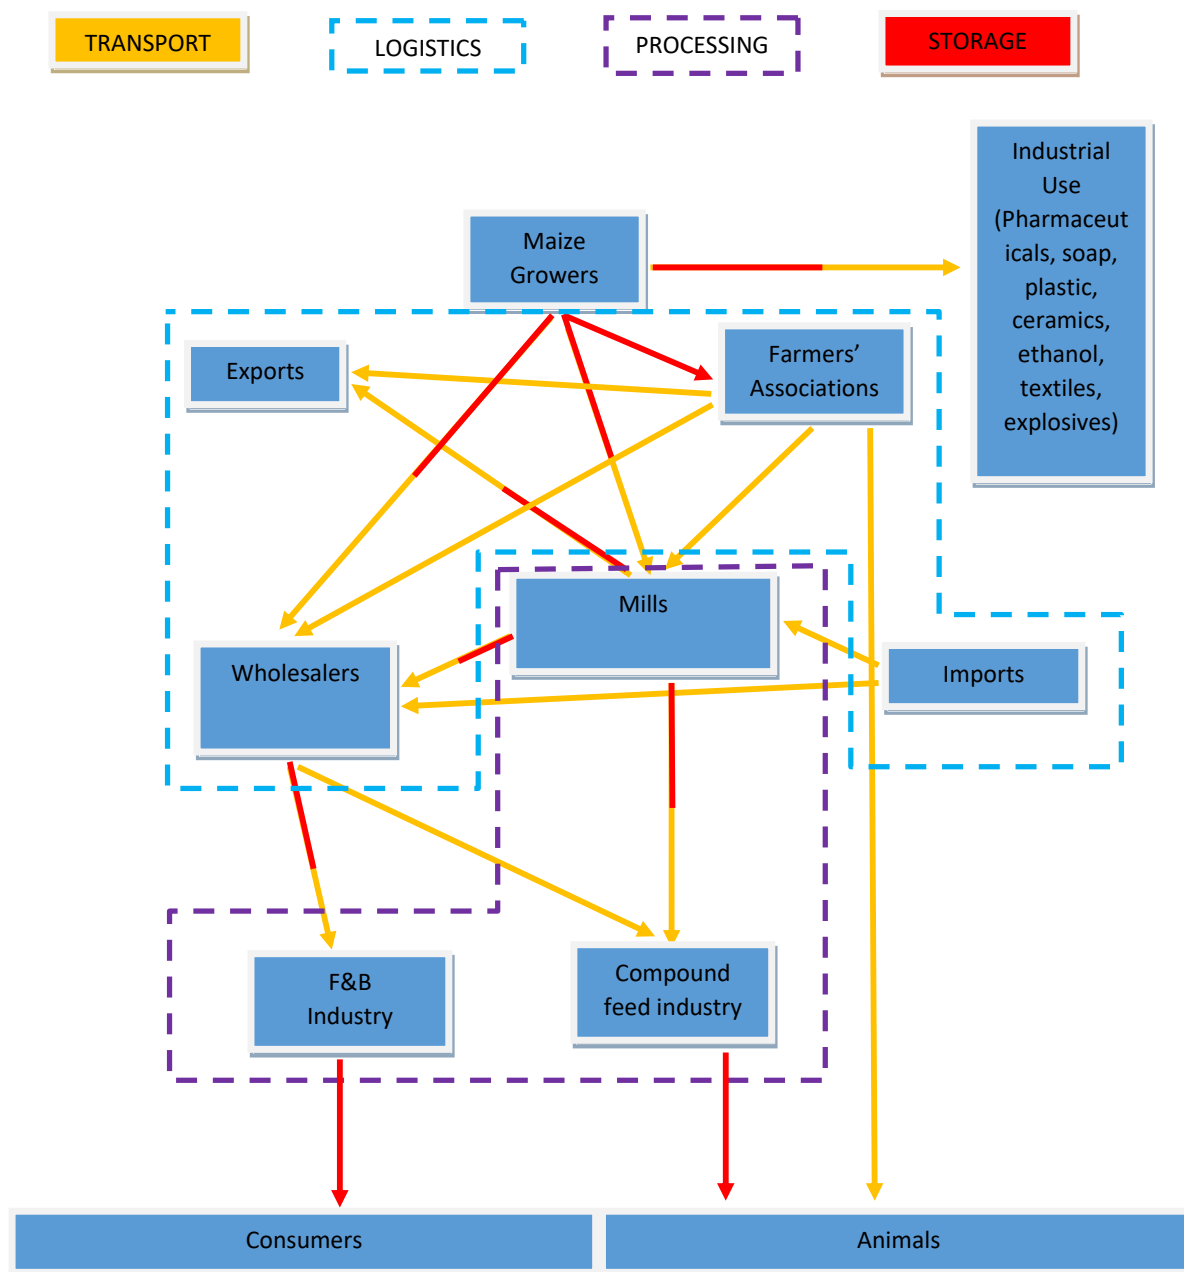 TRANSPORT
LOGISTICS
PROCESSING
STORAGE
Industrial
Use
(Pharmaceut
icals, soap,
plastic,
ceramics,
ethanol,
textiles,
explosives)
Maize
Growers
Exports
Farmers’
Associations
Mills
Wholesalers
Imports
F&B
Industry
Compound
feed industry
Consumers
Animals